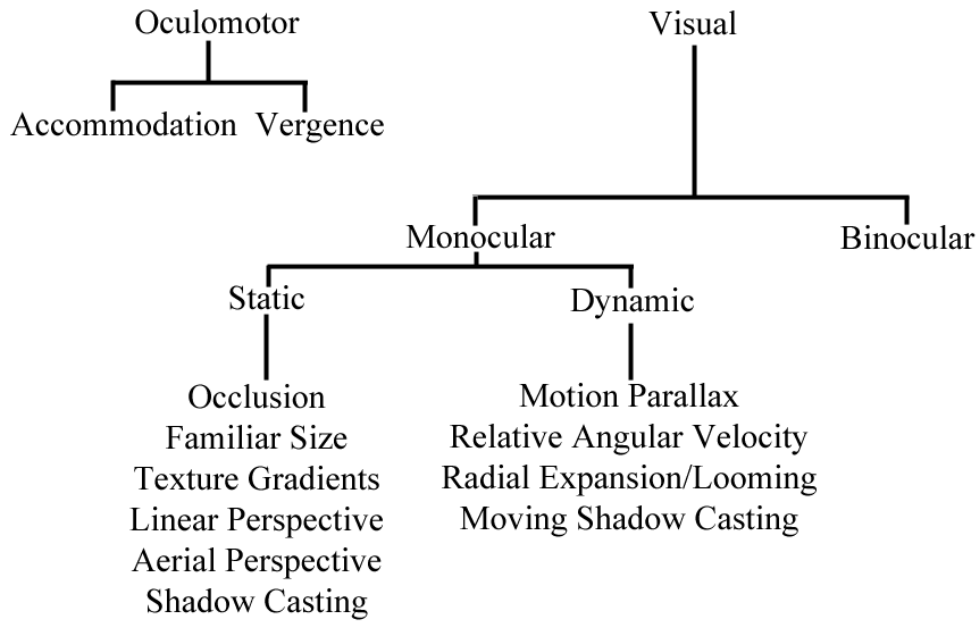 Oculomotor
Visual
Accommodation Vergence
Monocular
Binocular
Static
Dynamic
Occlusion
Familiar Size
Texture Gradients
Linear Perspective
Aerial Perspective
Shadow Casting
Motion Parallax
Relative Angular Velocity
Radial Expansion/Looming
Moving Shadow Casting